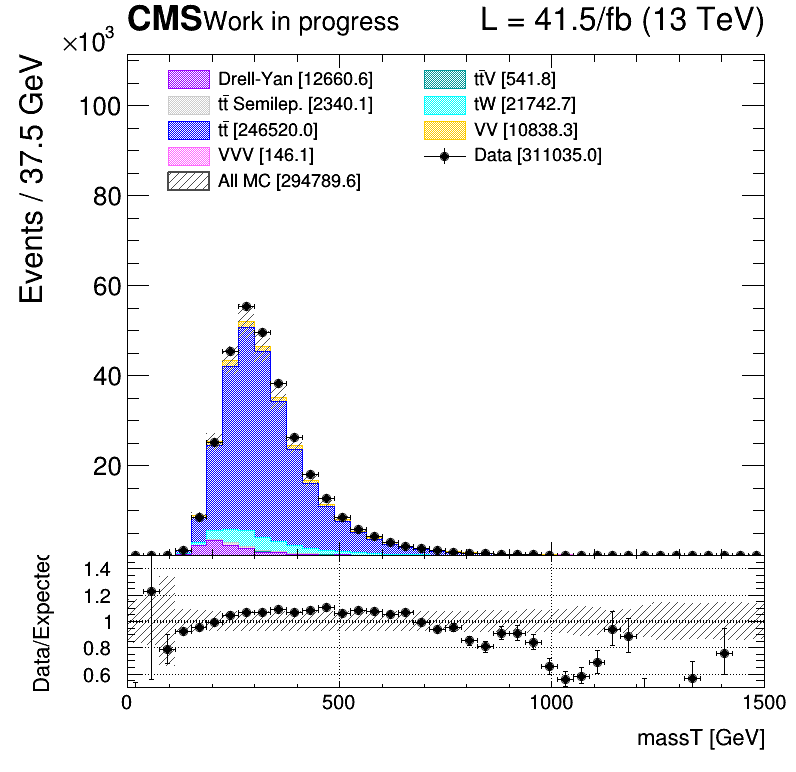 CMS Work in progress L = 41.5/fb (13 TeV)
×10³
Drell-Yan [12660.6] tt̄V [541.8]
tt̄ Semilep. [2340.1] tW [21742.7]
tt̄ [246520.0] VV [10838.3]
VVV [146.1] Data [311035.0]
All MC [294789.6]
Events / 37.5 GeV
100
80
60
40
20
Data/Expected
1.4
1.2
1
0.8
0.6
0 500 1000 1500
massT [GeV]